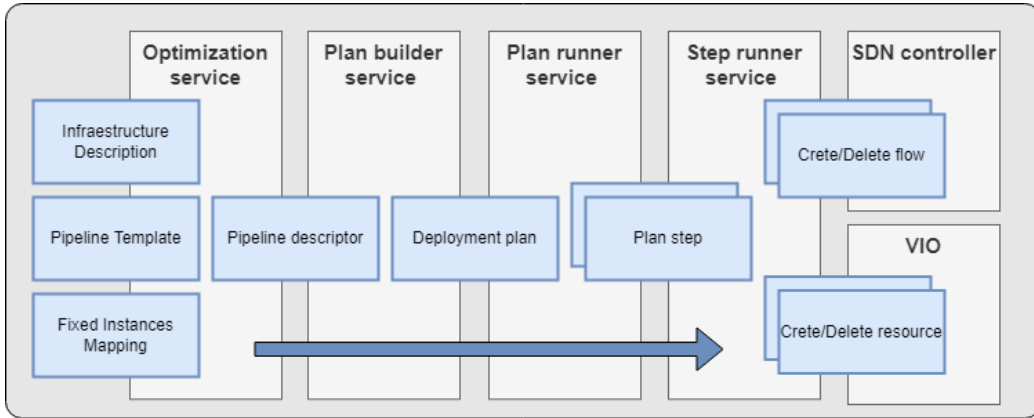 Optimization
service
Plan builder
service
Plan runner
service
Step runner
service
SDN controller
Infraestructure
Description
Crete/Delete flow
Pipeline Template
Pipeline descriptor
Deployment plan
Plan step
VIO
Fixed Instances
Mapping
Crete/Delete resource